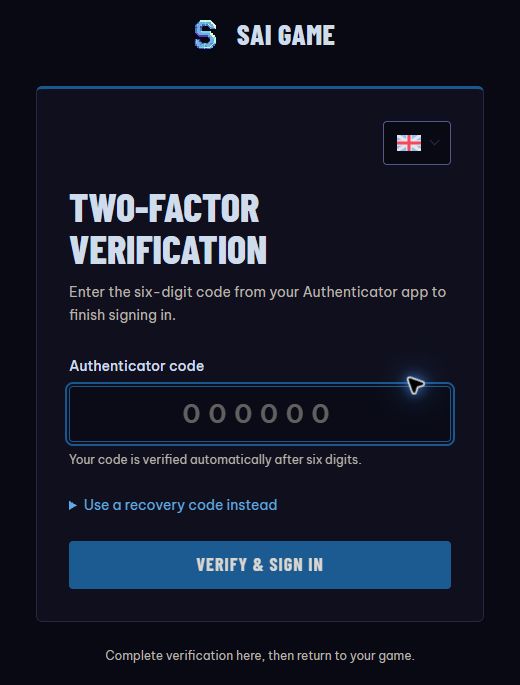 SAI GAME
TWO-FACTOR
VERIFICATION
Enter the six-digit code from your Authenticator app to
finish signing in.
Authenticator code
000000
Your code is verified automatically after six digits.
Use a recovery code instead
VERIFY & SIGN IN
Complete verification here, then return to your game.